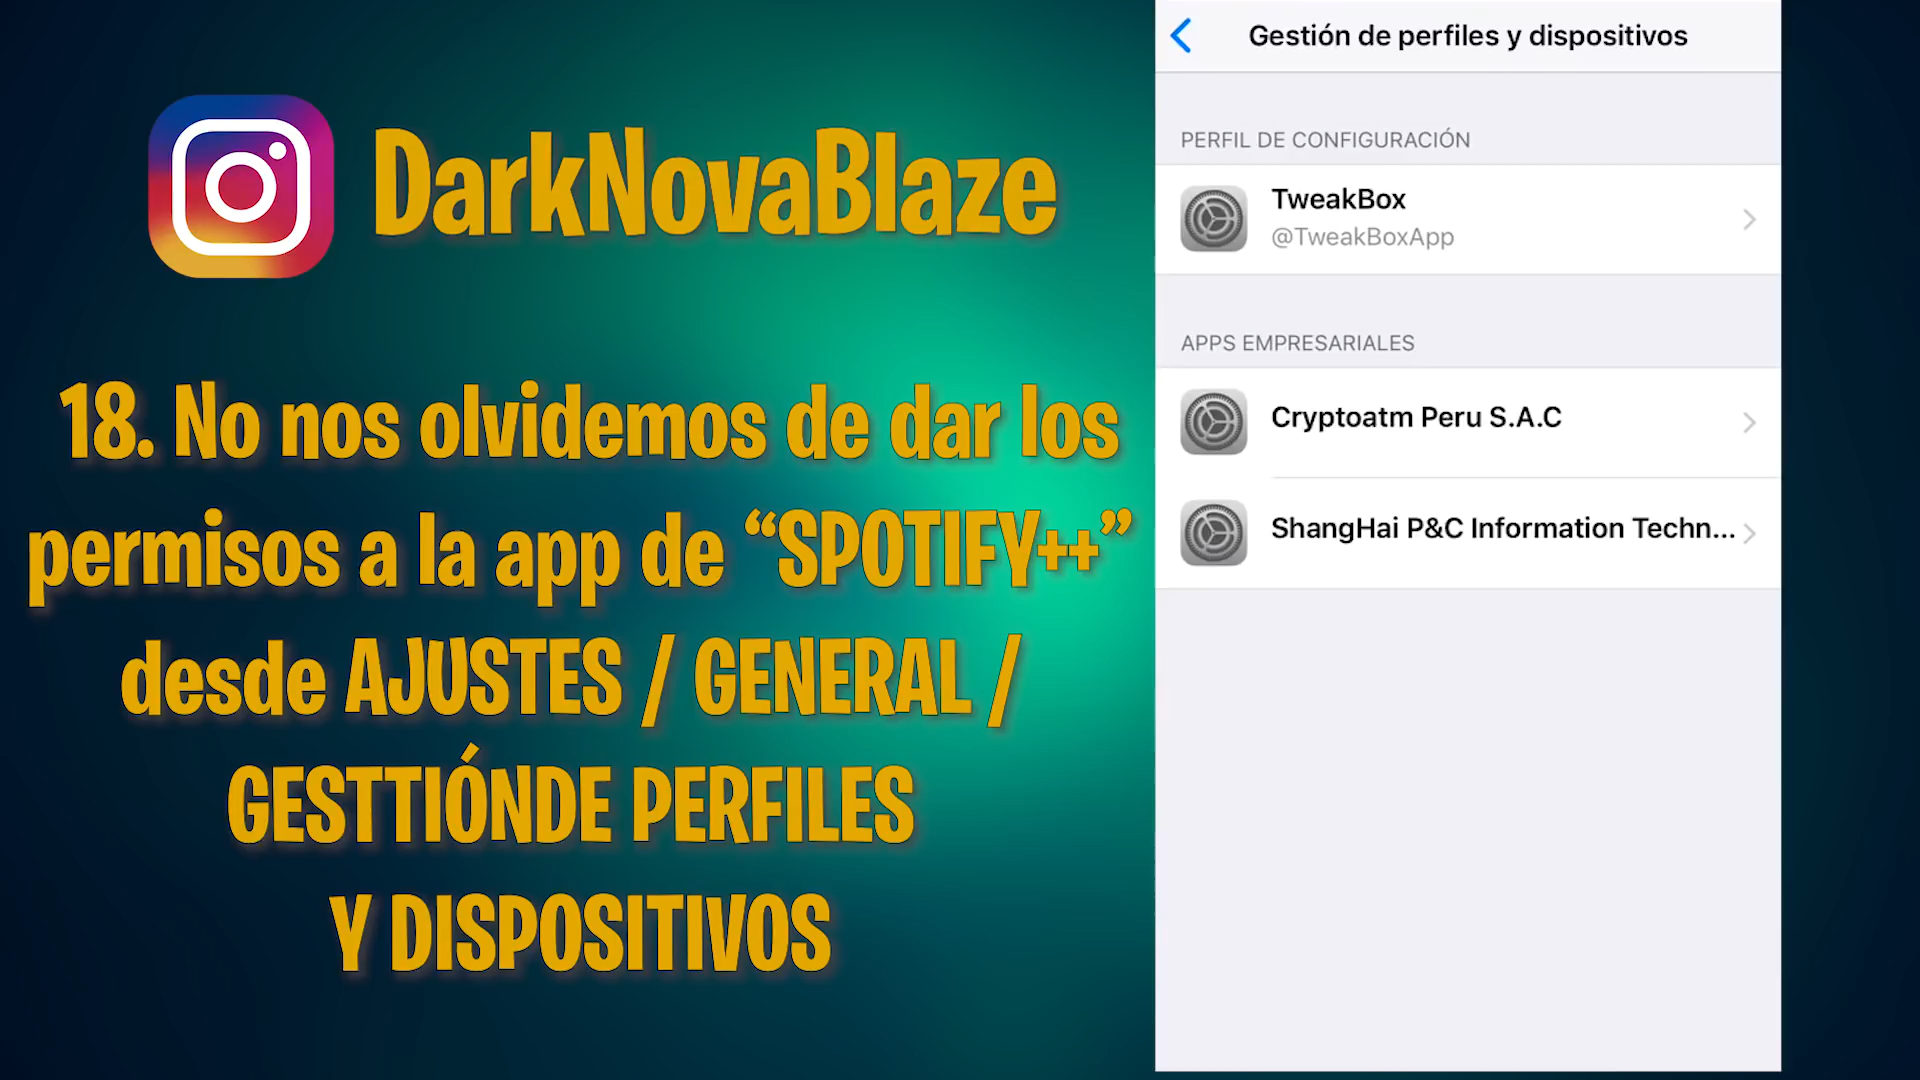 DarkNovaBlaze
18. No nos olvidemos de dar los
permisos a la app de “SPOTIFY++”
desde AJUSTES / GENERAL /
GESTTIÓNDE PERFILES
Y DISPOSITIVOS
Gestión de perfiles y dispositivos
PERFIL DE CONFIGURACIÓN
TweakBox
@TweakBoxApp
APPS EMPRESARIALES
Cryptoatm Peru S.A.C
ShangHai P&C Information Techn...